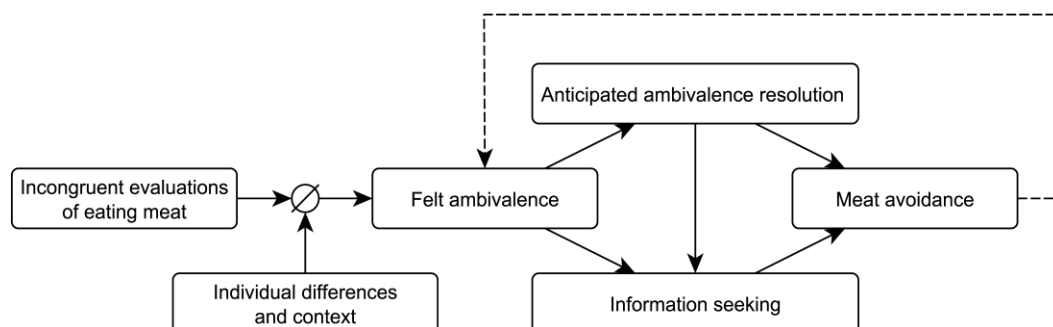 Anticipated ambivalence resolution
Incongruent evaluations
of eating meat
Felt ambivalence
Meat avoidance
Individual differences
and context
Information seeking